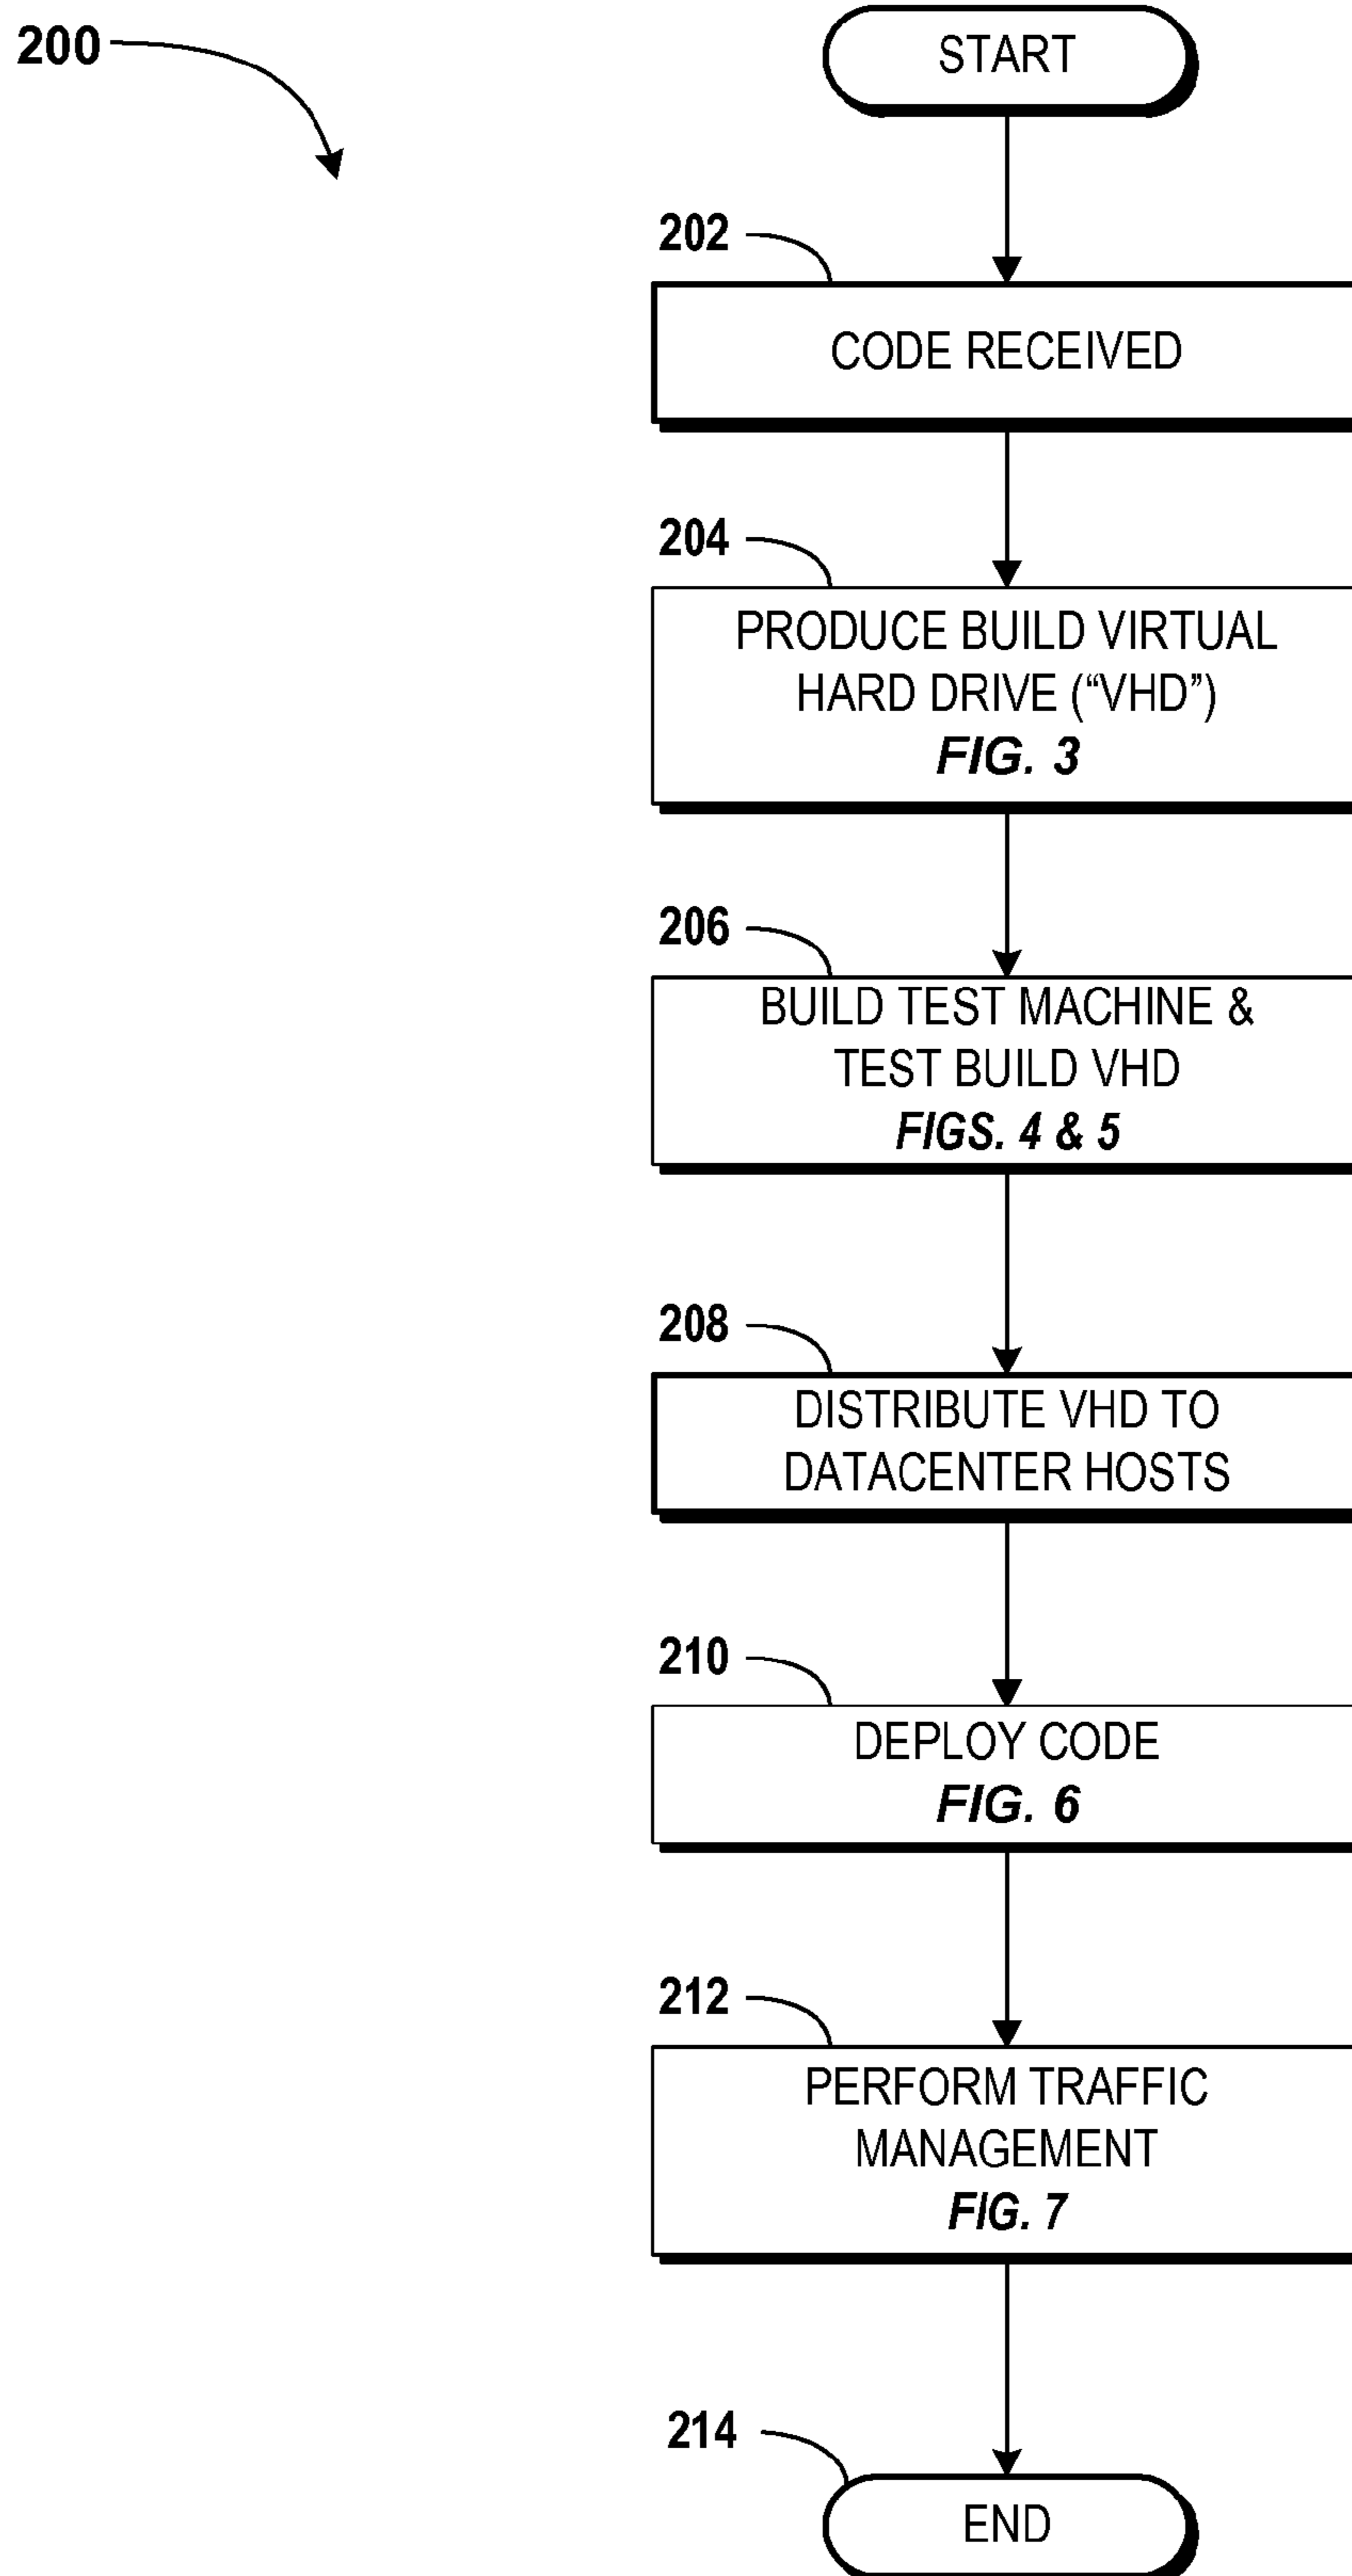 200
START
202
CODE RECEIVED
204
PRODUCE BUILD VIRTUAL
HARD DRIVE (“VHD”)
FIG. 3
206
BUILD TEST MACHINE &
TEST BUILD VHD
FIGS. 4 & 5
208
DISTRIBUTE VHD TO
DATACENTER HOSTS
210
DEPLOY CODE
FIG. 6
212
PERFORM TRAFFIC
MANAGEMENT
FIG. 7
214
END